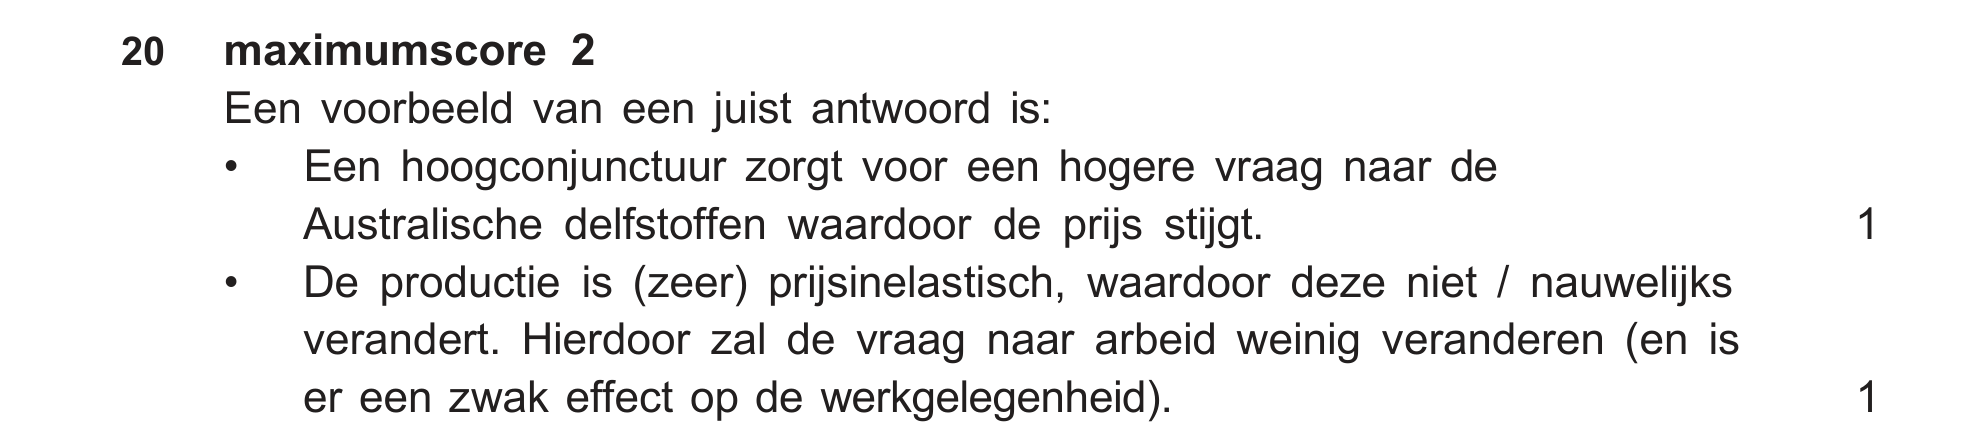 20 maximumscore 2
Een voorbeeld van een juist antwoord is:
• Een hoogconjunctuur zorgt voor een hogere vraag naar de
Australische delfstoffen waardoor de prijs stijgt. 1
• De productie is (zeer) prijsinelastisch, waardoor deze niet / nauwelijks
verandert. Hierdoor zal de vraag naar arbeid weinig veranderen (en is
er een zwak effect op de werkgelegenheid). 1